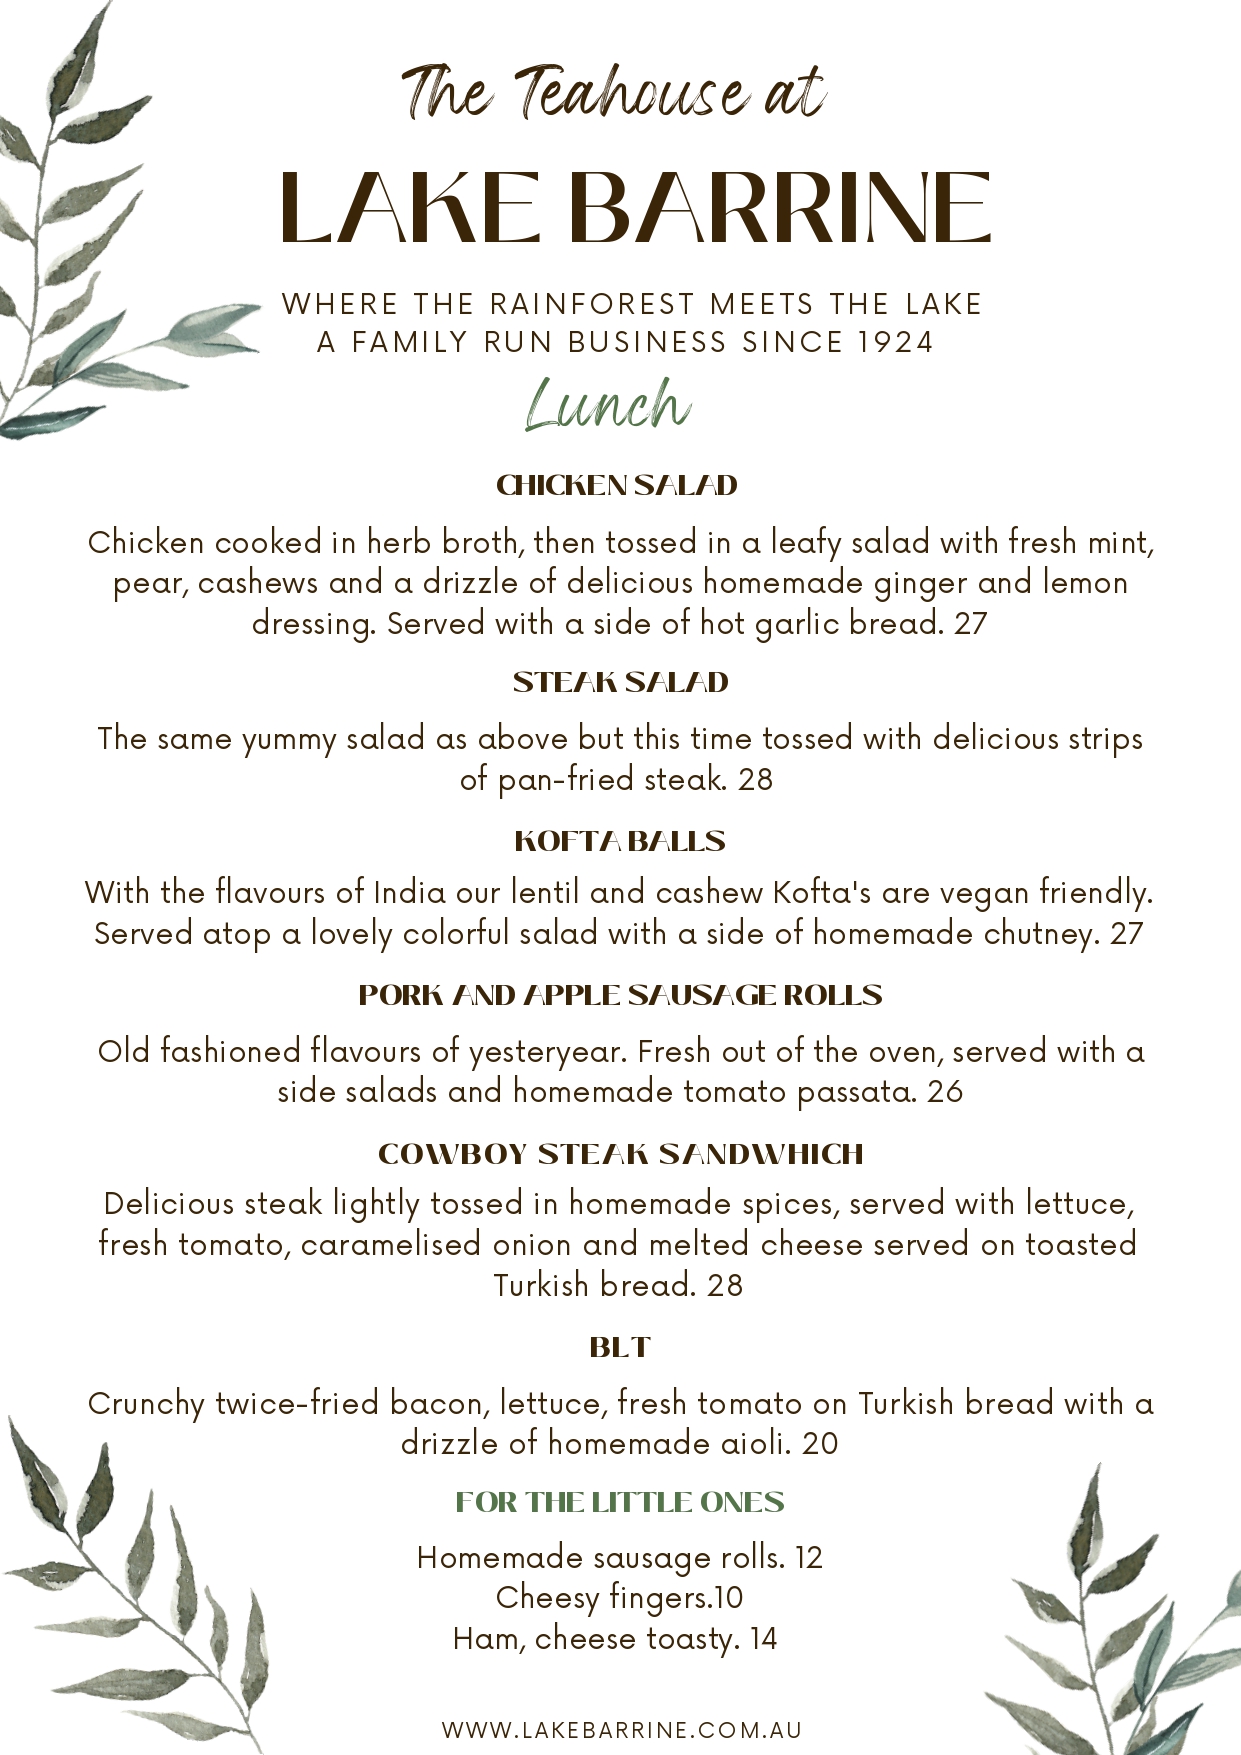 The Teahouse at
LAKE BARRINE
WHERE THE RAINFOREST MEETS THE LAKE
A FAMILY RUN BUSINESS SINCE 1924
Lunch
CHICKEN SALAD
Chicken cooked in herb broth, then tossed in a leafy salad with fresh mint,
pear, cashews and a drizzle of delicious homemade ginger and lemon
dressing. Served with a side of hot garlic bread. 27
STEAK SALAD
The same yummy salad as above but this time tossed with delicious strips
of pan-fried steak. 28
KOFTA BALLS
With the flavours of India our lentil and cashew Kofta's are vegan friendly.
Served atop a lovely colorful salad with a side of homemade chutney. 27
PORK AND APPLE SAUSAGE ROLLS
Old fashioned flavours of yesteryear. Fresh out of the oven, served with a
side salads and homemade tomato passata. 26
COWBOY STEAK SANDWHICH
Delicious steak lightly tossed in homemade spices, served with lettuce,
fresh tomato, caramelised onion and melted cheese served on toasted
Turkish bread. 28
BLT
Crunchy twice-fried bacon, lettuce, fresh tomato on Turkish bread with a
drizzle of homemade aioli. 20
FOR THE LITTLE ONES
Homemade sausage rolls. 12
Cheesy fingers.10
Ham, cheese toasty. 14
WWW.LAKEBARRINE.COM.AU